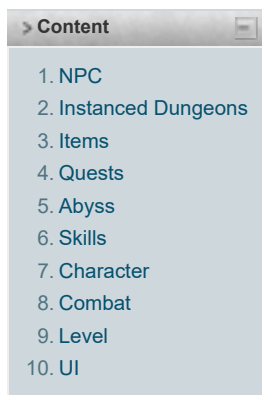 Content
1. NPC
2. Instanced Dungeons
3. Items
4. Quests
5. Abyss
6. Skills
7. Character
8. Combat
9. Level
10. UI